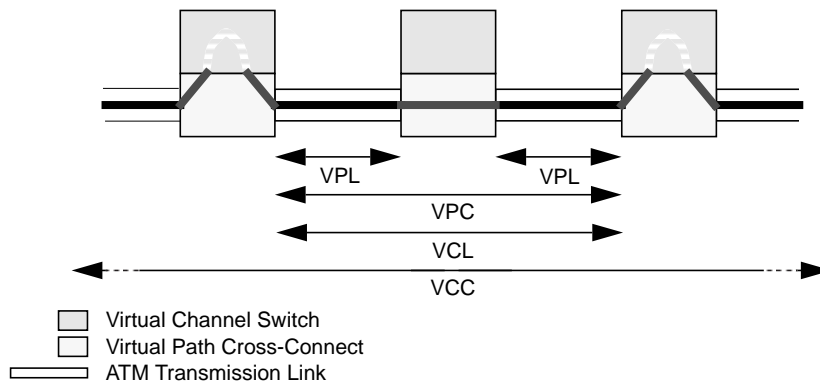 VPL VPL
VPC
VCL
VCC
Virtual Channel Switch
Virtual Path Cross-Connect
ATM Transmission Link